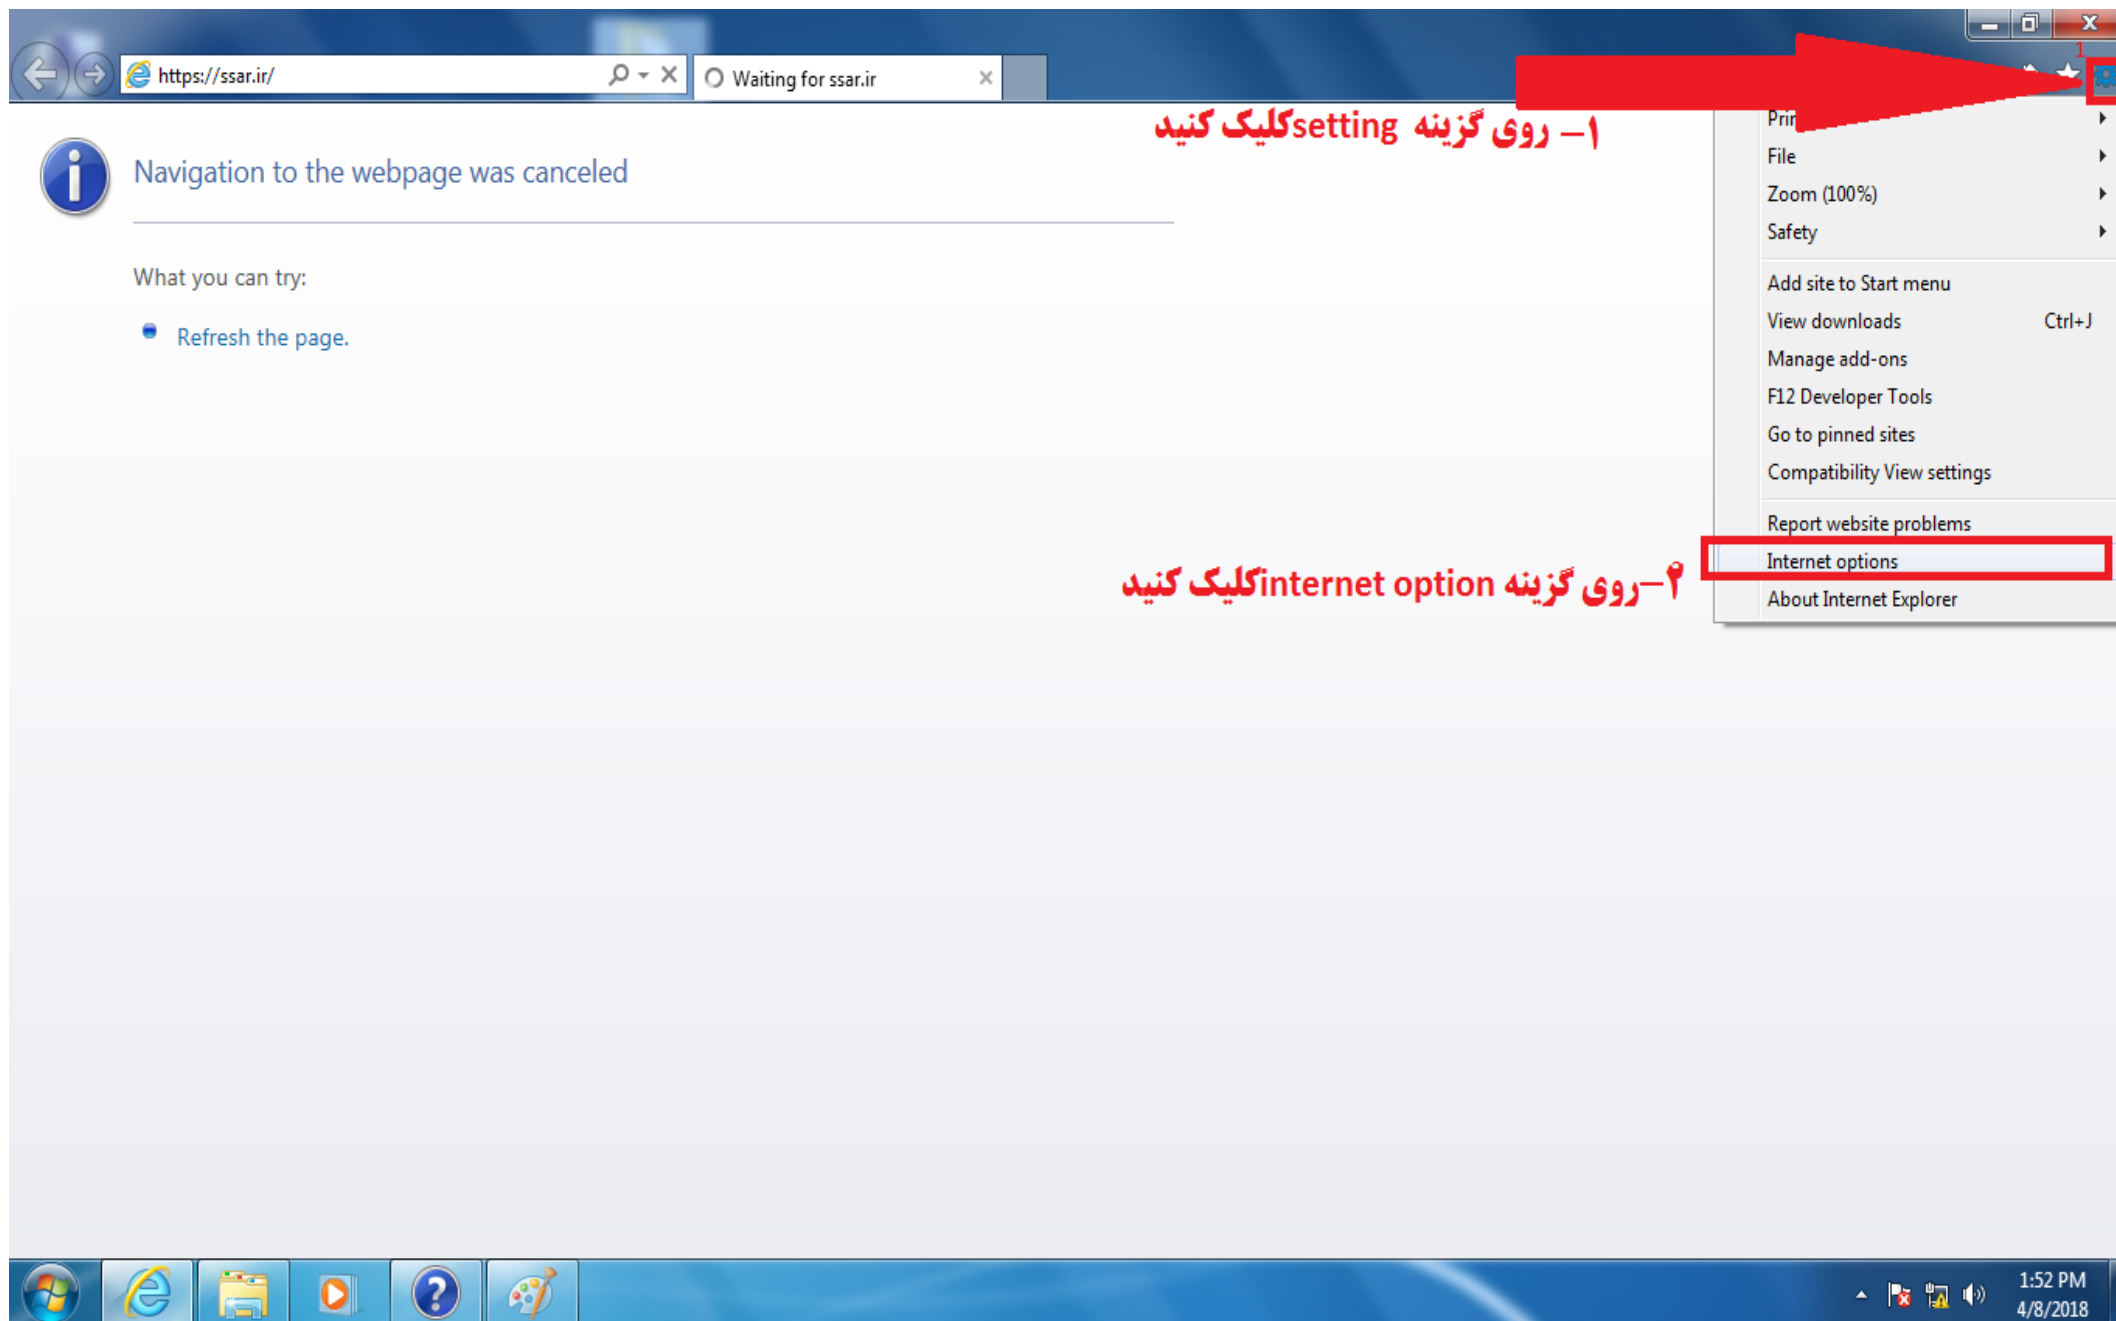 https://ssar.ir/
Waiting for ssar.ir
1
۱- روی گزینه settingکلیک کنید
Navigation to the webpage was canceled
What you can try:
Refresh the page.
File
Zoom (100%)
Safety
Add site to Start menu
View downloads Ctrl+J
Manage add-ons
F12 Developer Tools
Go to pinned sites
Compatibility View settings
Report website problems
Internet options
۲-روی گزینه internet optionکلیک کنید
About Internet Explorer
1:52 PM
4/8/2018